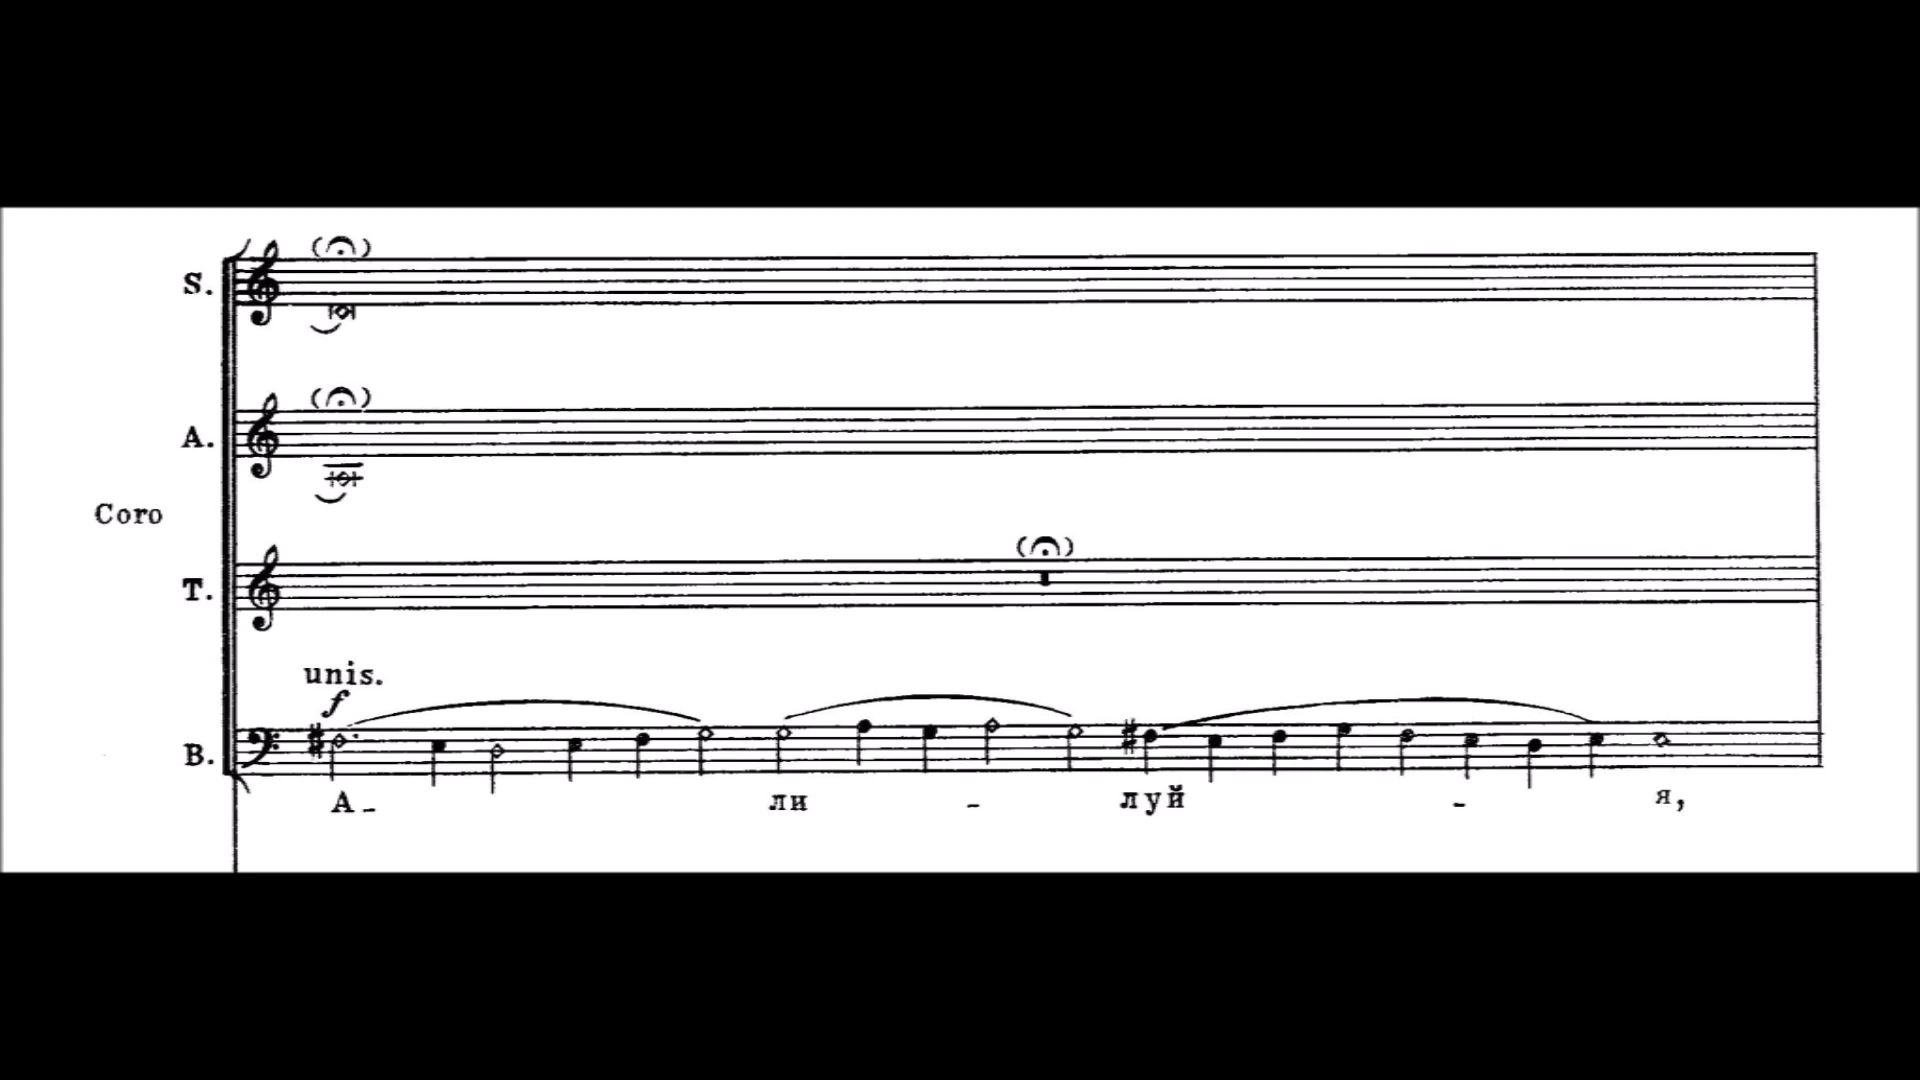 S.
A.
Coro
T.
unis.
f
B.
А - ли - луй - я,